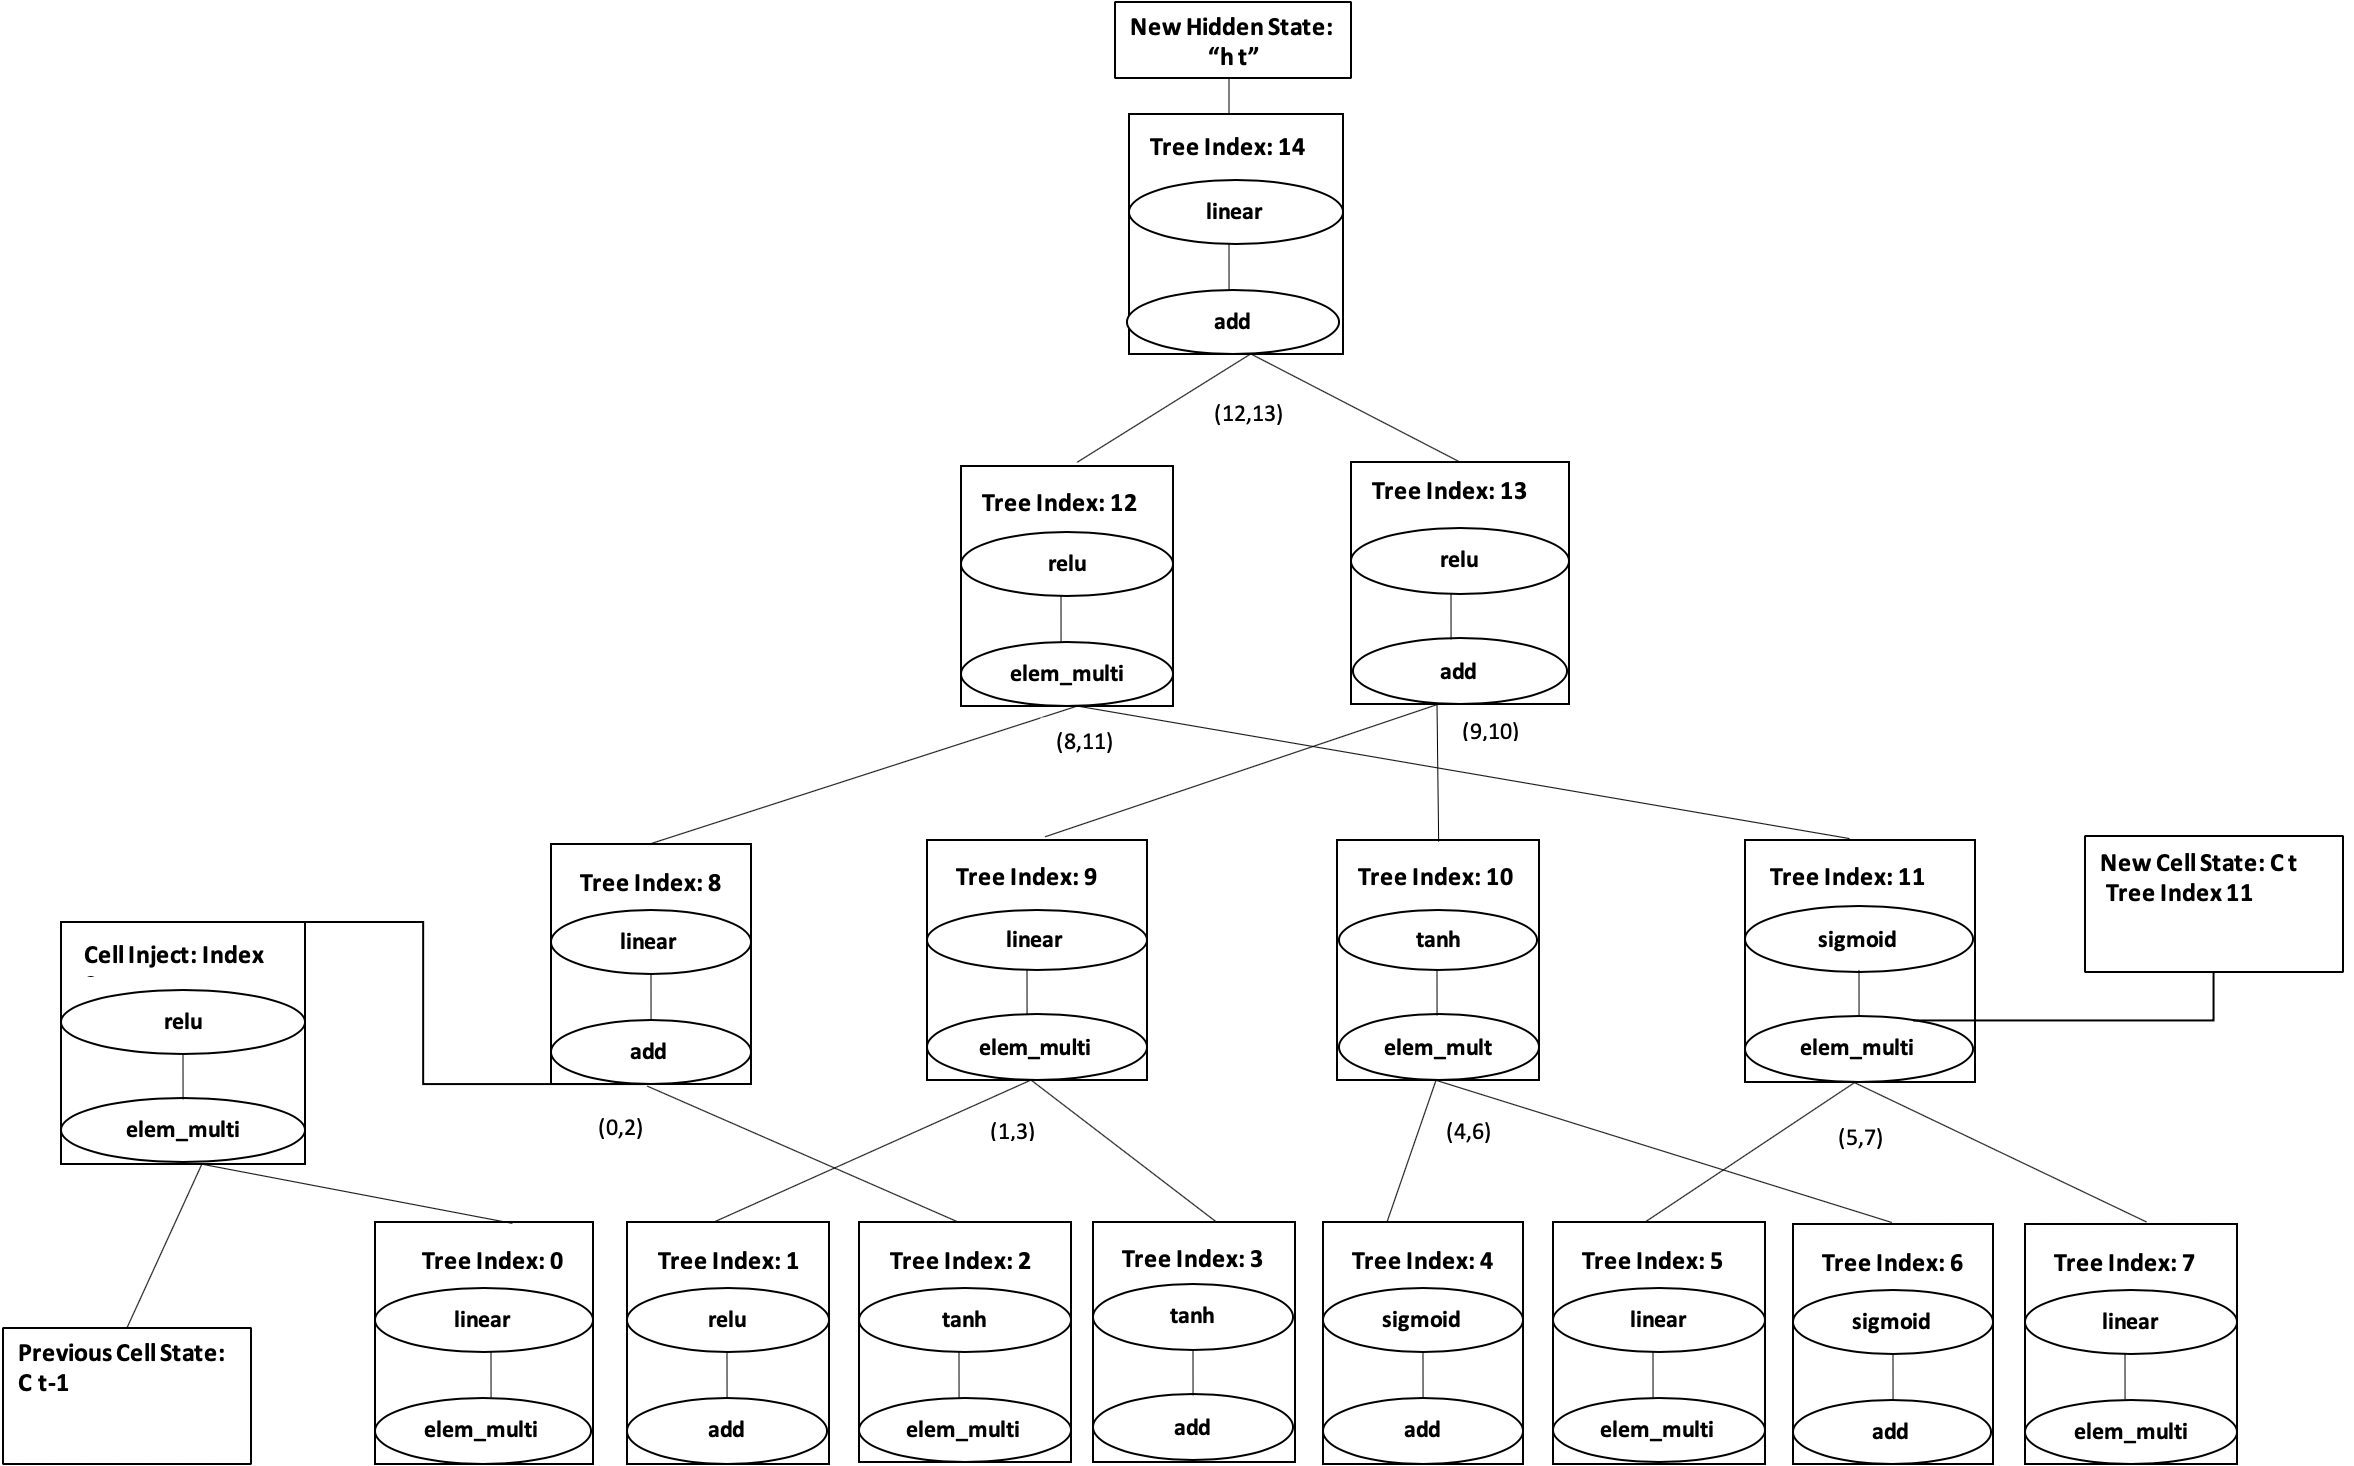 New Hidden State:
“h t”
Tree Index: 14
linear
add
(12,13)
Tree Index: 12
relu
elem_multi
Tree Index: 13
relu
add
(8,11)
(9,10)
Tree Index: 8
linear
add
Tree Index: 9
linear
elem_multi
Tree Index: 10
tanh
elem_mult
Tree Index: 11
sigmoid
elem_multi
New Cell State: C t
Tree Index 11
Cell Inject: Index
relu
elem_multi
(0,2)
(1,3)
(4,6)
(5,7)
Previous Cell State:
C t-1
Tree Index: 0
linear
elem_multi
Tree Index: 1
relu
add
Tree Index: 2
tanh
elem_multi
Tree Index: 3
tanh
add
Tree Index: 4
sigmoid
add
Tree Index: 5
linear
elem_multi
Tree Index: 6
sigmoid
add
Tree Index: 7
linear
elem_multi